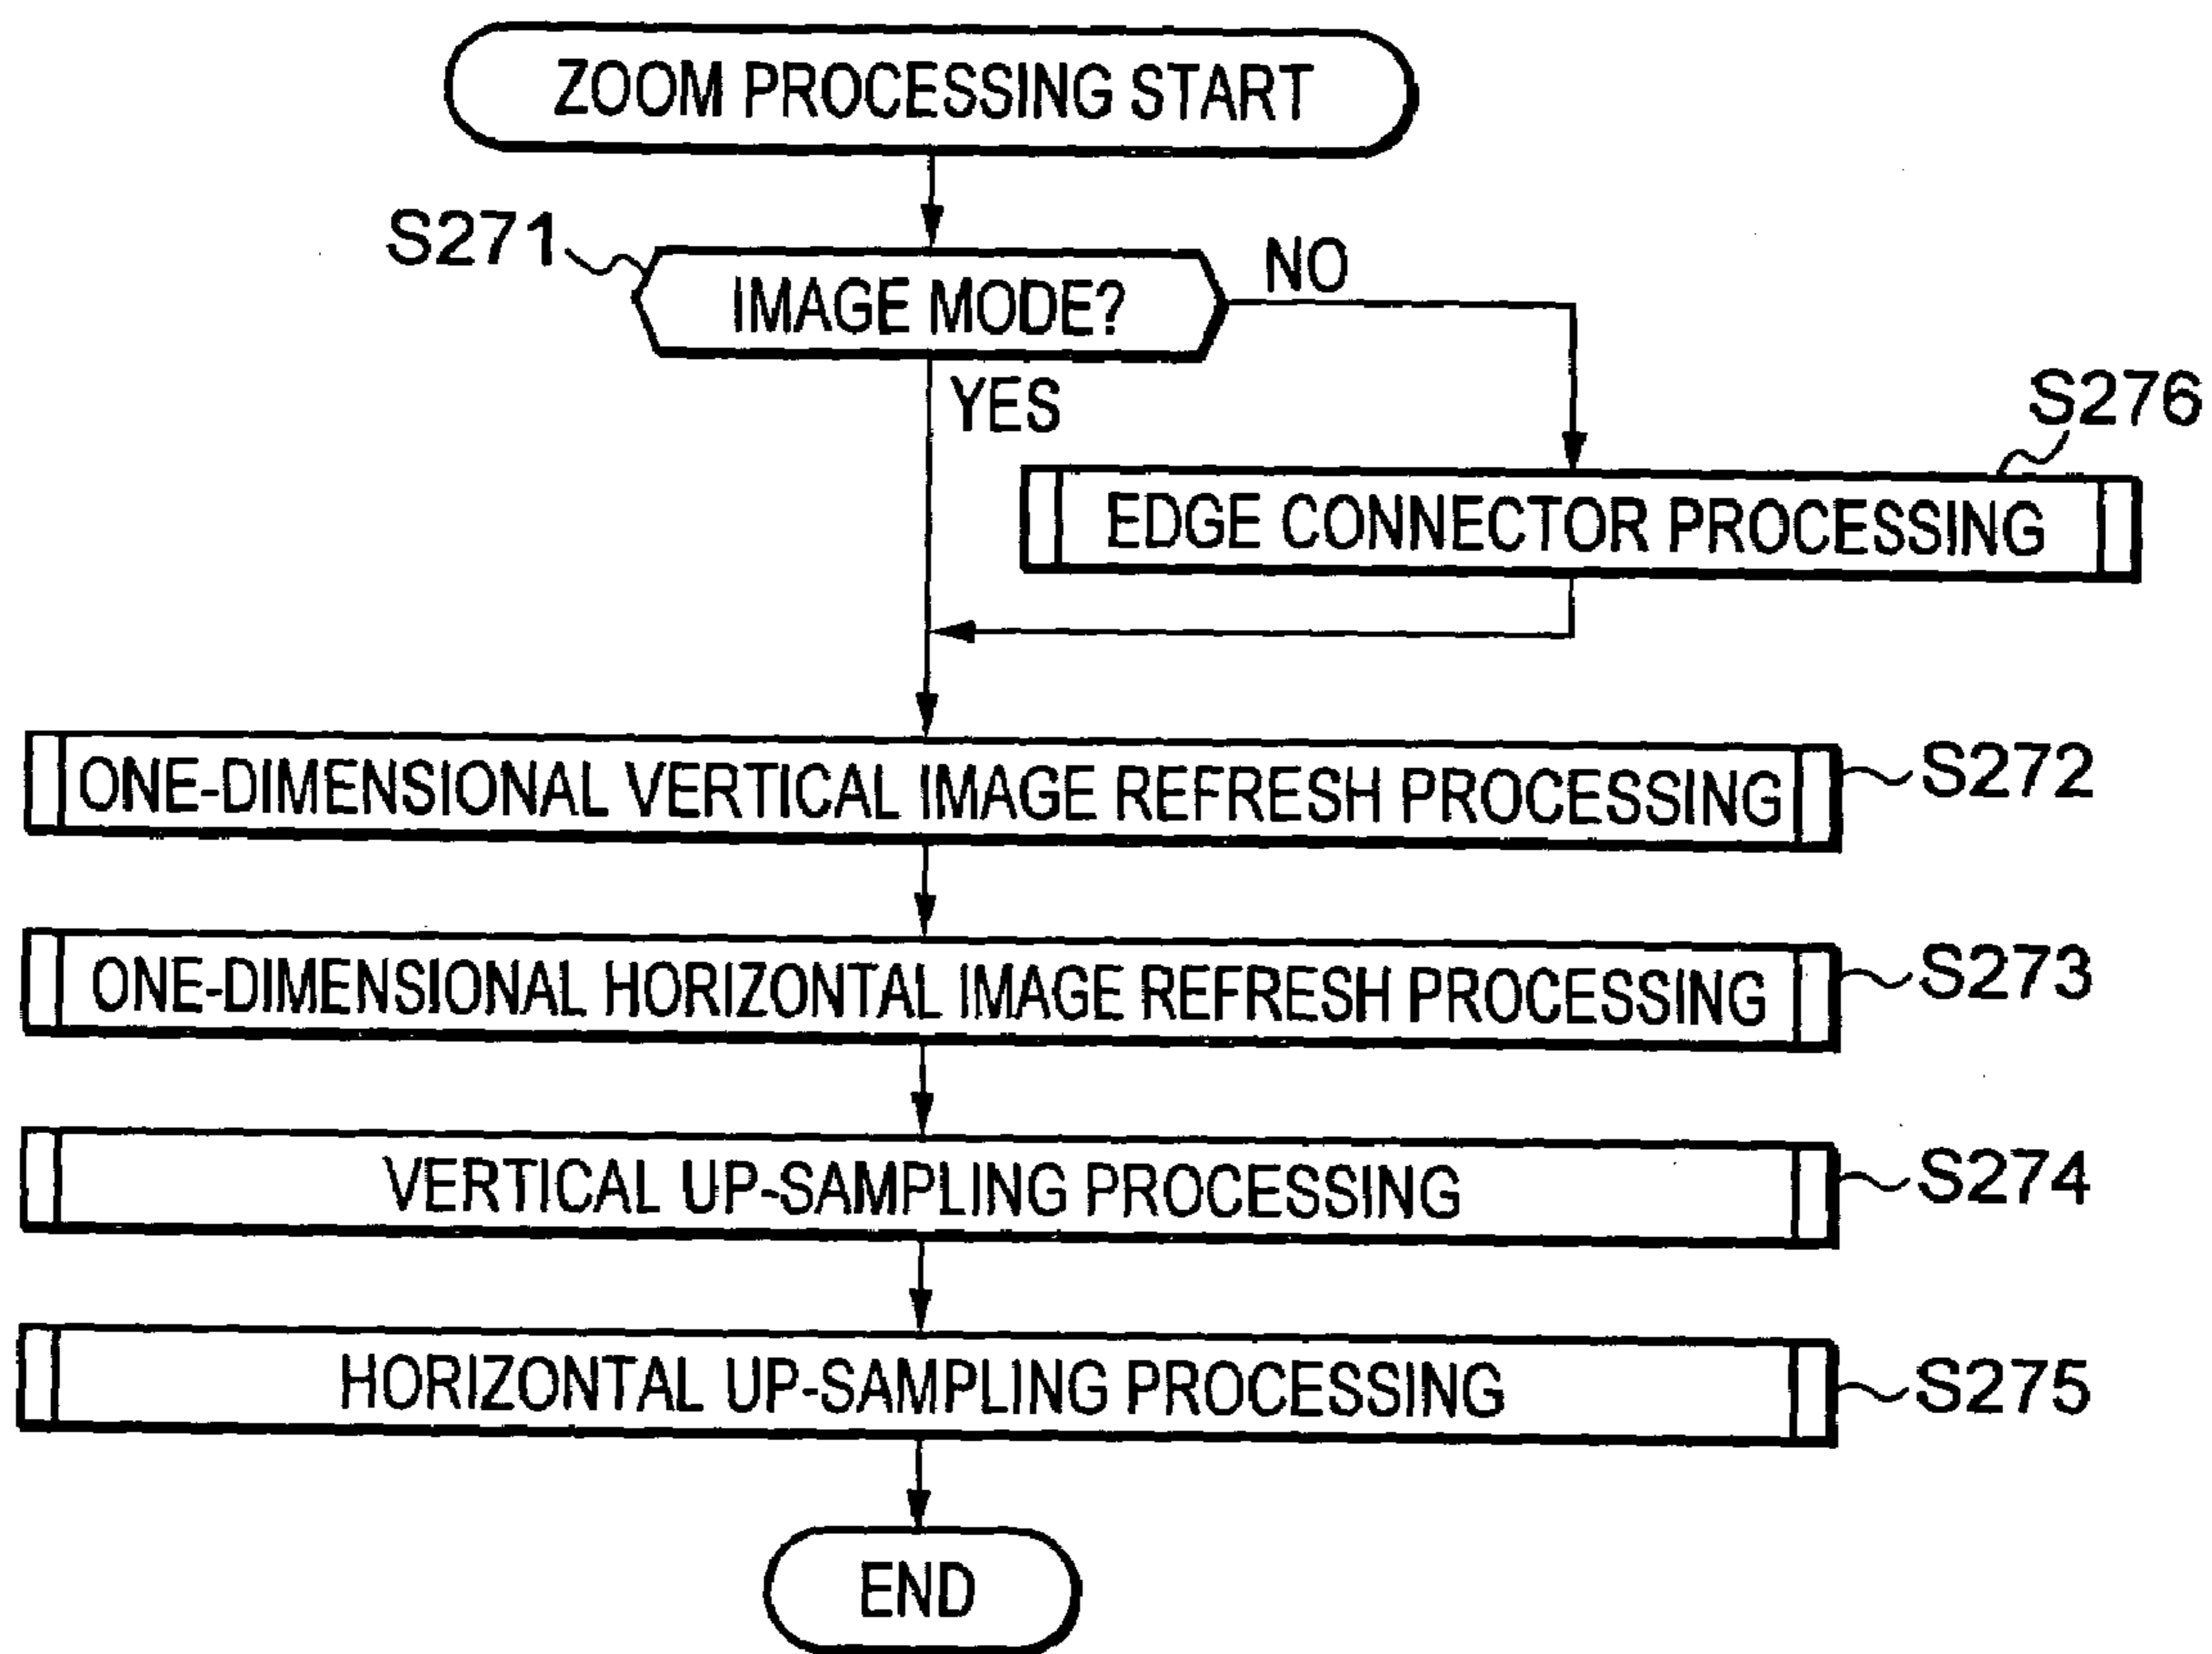 ZOOM PROCESSING START
S271
IMAGE MODE?
NO
YES
S276
EDGE CONNECTOR PROCESSING
ONE-DIMENSIONAL VERTICAL IMAGE REFRESH PROCESSING
S272
ONE-DIMENSIONAL HORIZONTAL IMAGE REFRESH PROCESSING
S273
VERTICAL UP-SAMPLING PROCESSING
S274
HORIZONTAL UP-SAMPLING PROCESSING
S275
END